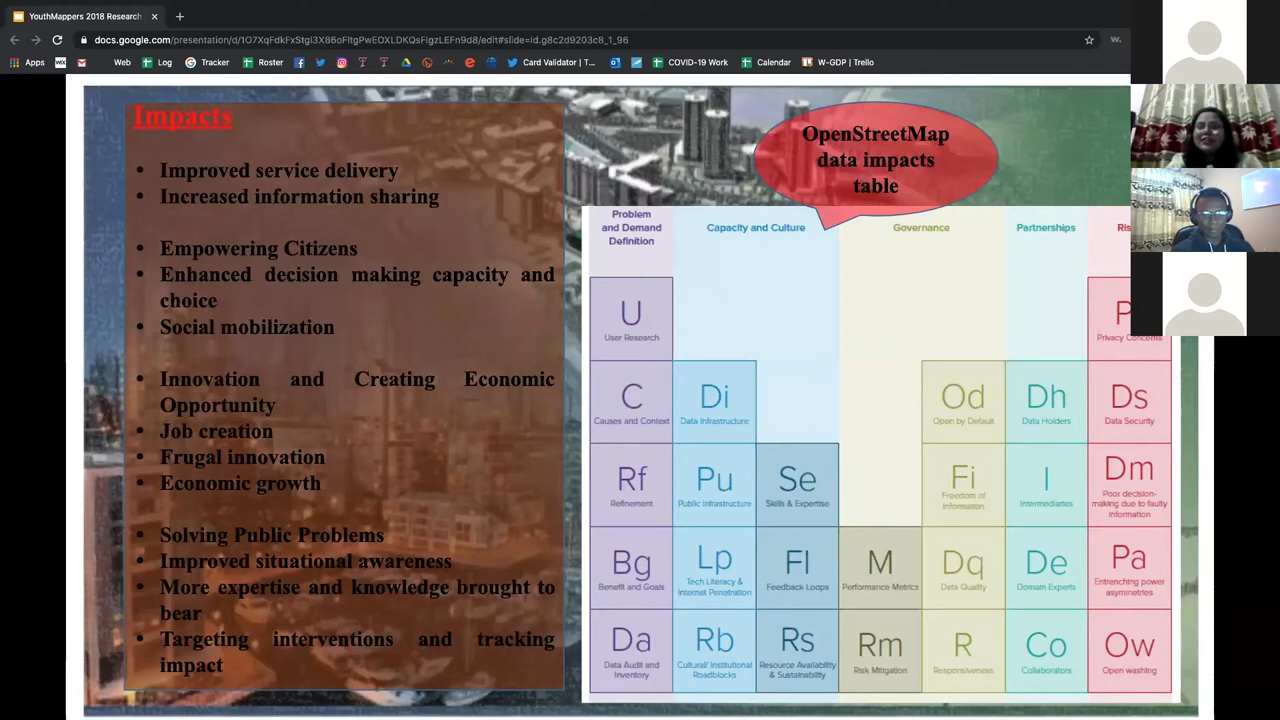 YouthMappers 2018 Research
docs.google.com/presentation/d/1O7XqFdkFxStgl3X86oFItgPwEOXLDKQsFigzLEFn9d8/edit#slide=id.g8c2d9203c8_1_96
Apps
Web
Log
Tracker
Roster
Card Validator | T...
COVID-19 Work
Calendar
W-GDP | Trello
Impacts
• Improved service delivery
• Increased information sharing
• Empowering Citizens
• Enhanced decision making capacity and
choice
• Social mobilization
• Innovation and Creating Economic
Opportunity
• Job creation
• Frugal innovation
• Economic growth
• Solving Public Problems
• Improved situational awareness
• More expertise and knowledge brought to
bear
• Targeting interventions and tracking
impact
OpenStreetMap
data impacts
table
Problem
and Demand
Definition
Capacity and Culture
Governance
Partnerships
U
User Research
P
Privacy Concerns
C
Causes and Context
Di
Data Infrastructure
Od
Open by Default
Dh
Data Holders
Ds
Data Security
Rf
Refinement
Pu
Public Infrastructure
Se
Skills & Expertise
Fi
Freedom of
Information
I
Intermediaries
Dm
Poor decision-
making due to faulty
information
Bg
Benefit and Goals
Lp
Tech Literacy &
Internet Penetration
Fl
Feedback Loops
M
Performance Metrics
Dq
Data Quality
De
Domain Experts
Pa
Entrenching power
asymmetries
Da
Data Audit and
Inventory
Rb
Cultural/ Institutional
Roadblocks
Rs
Resource Availability
& Sustainability
Rm
Risk Mitigation
R
Responsiveness
Co
Collaborators
Ow
Open washing